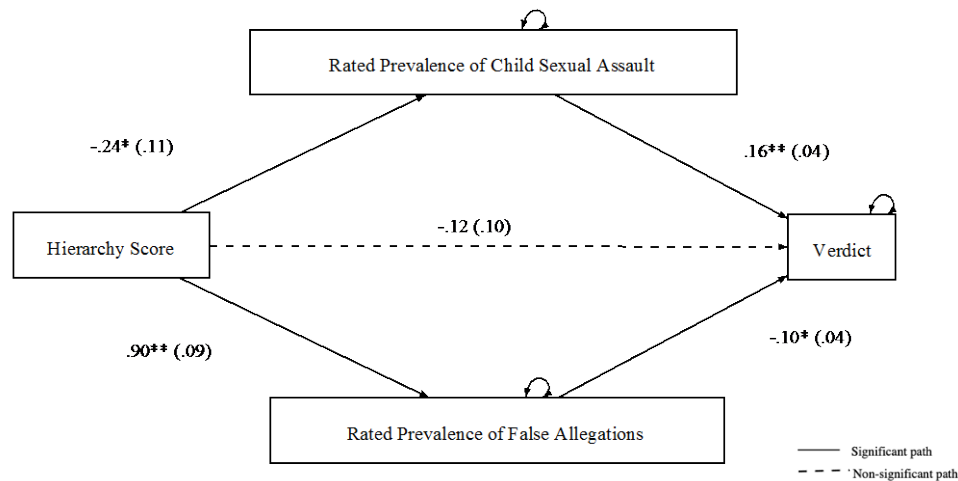 Rated Prevalence of Child Sexual Assault
-.24* (.11)
.16** (.04)
-.12 (.10)
Hierarchy Score
Verdict
.90** (.09)
-.10* (.04)
Rated Prevalence of False Allegations
Significant path
Non-significant path